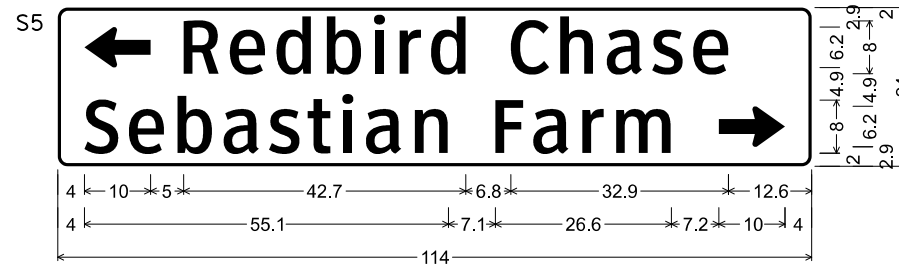 S5
← Redbird Chase
Sebastian Farm →
4 10 5 42.7 6.8 32.9 12.6
4 55.1 7.1 26.6 7.2 10 4
114
2.9 6.2 4.9 8 2
2 8 4.9 6.2 2.9